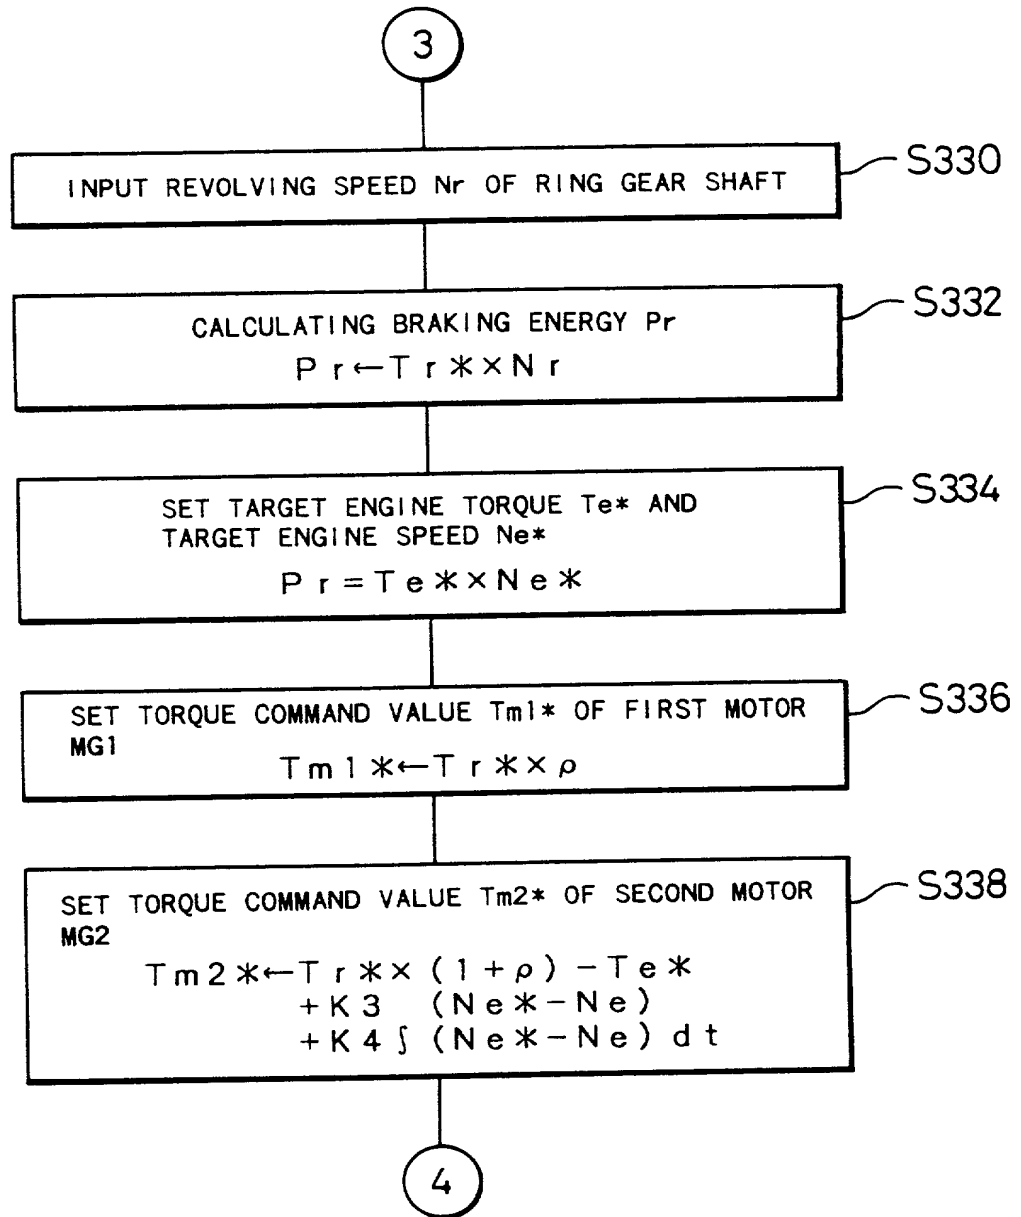 3
INPUT REVOLVING SPEED Nr OF RING GEAR SHAFT
S330
CALCULATING BRAKING ENERGY Pr
Pr←Tr*×Nr
S332
SET TARGET ENGINE TORQUE Te* AND
TARGET ENGINE SPEED Ne*
Pr=Te*×Ne*
S334
SET TORQUE COMMAND VALUE Tm1* OF FIRST MOTOR
MG1
Tm1*←Tr*×ρ
S336
SET TORQUE COMMAND VALUE Tm2* OF SECOND MOTOR
MG2
Tm2*←Tr*×(1+ρ)-Te*
+K3 (Ne*-Ne)
+K4∫(Ne*-Ne)dt
S338
4